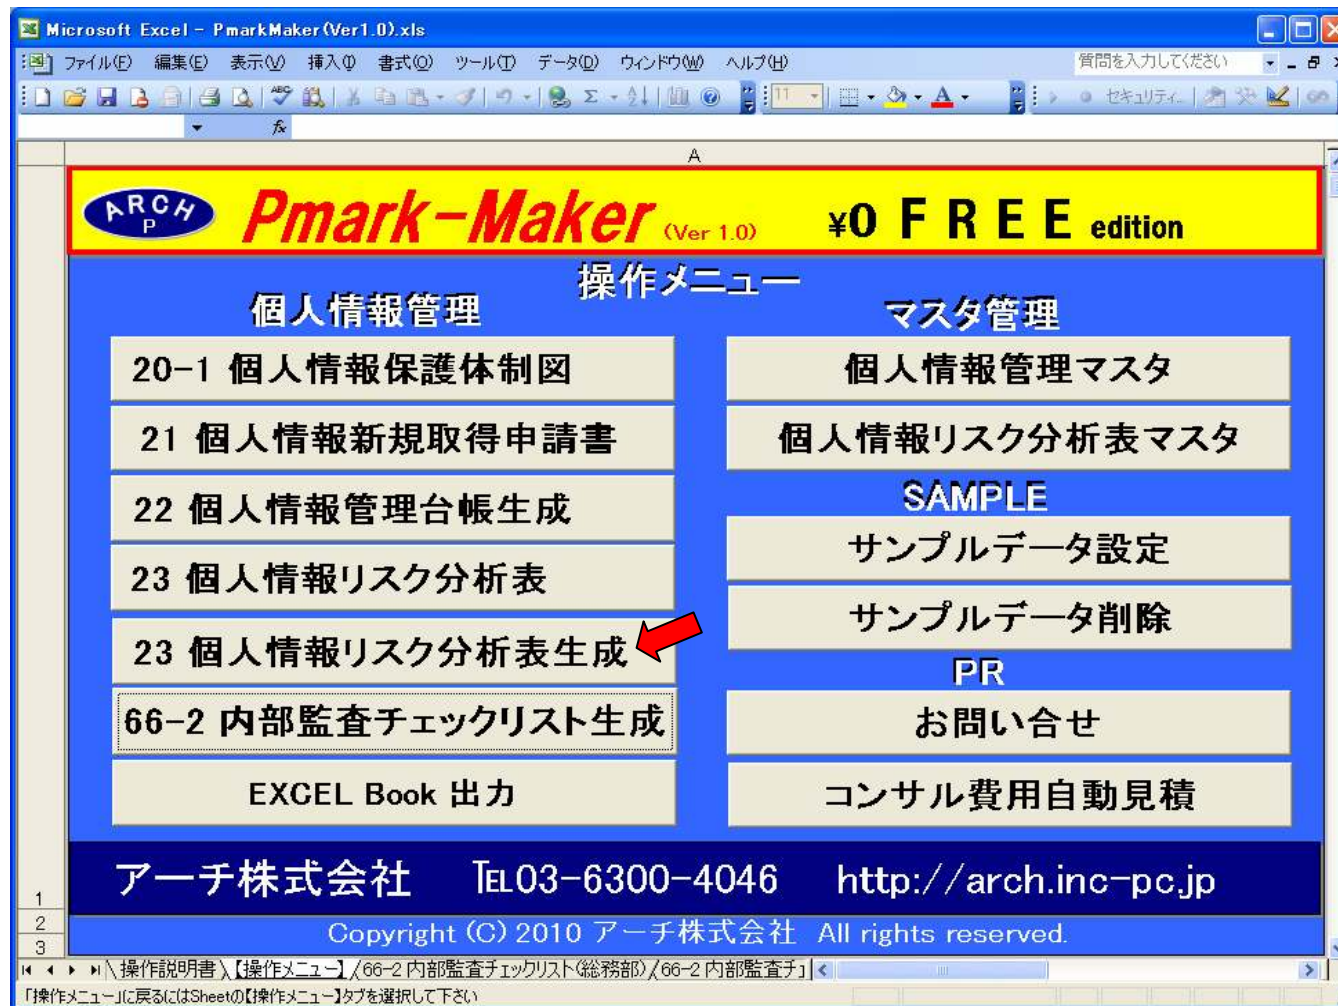 Microsoft Excel - PmarkMaker(Ver1.0).xls
ファイル(F) 編集(E) 表示(V) 挿入(I) 書式(O) ツール(T) データ(D) ウィンドウ(W) ヘルプ(H) 質問を入力してください
11 セキュリティ...
fx
A
ARCH
P
Pmark-Maker (Ver 1.0) ¥0 FREE edition
操作メニュー
個人情報管理
20-1 個人情報保護体制図
21 個人情報新規取得申請書
22 個人情報管理台帳生成
23 個人情報リスク分析表
23 個人情報リスク分析表生成
66-2 内部監査チェックリスト生成
EXCEL Book 出力
マスタ管理
個人情報管理マスタ
個人情報リスク分析表マスタ
SAMPLE
サンプルデータ設定
サンプルデータ削除
PR
お問い合せ
コンサル費用自動見積
アーチ株式会社 TEL03-6300-4046 http://arch.inc-pc.jp
Copyright (C) 2010 アーチ株式会社 All rights reserved.
1
2
3
操作説明書 【操作メニュー】 66-2 内部監査チェックリスト(総務部) 66-2 内部監査チェ
「操作メニュー」に戻るにはSheetの【操作メニュー】タブを選択して下さい